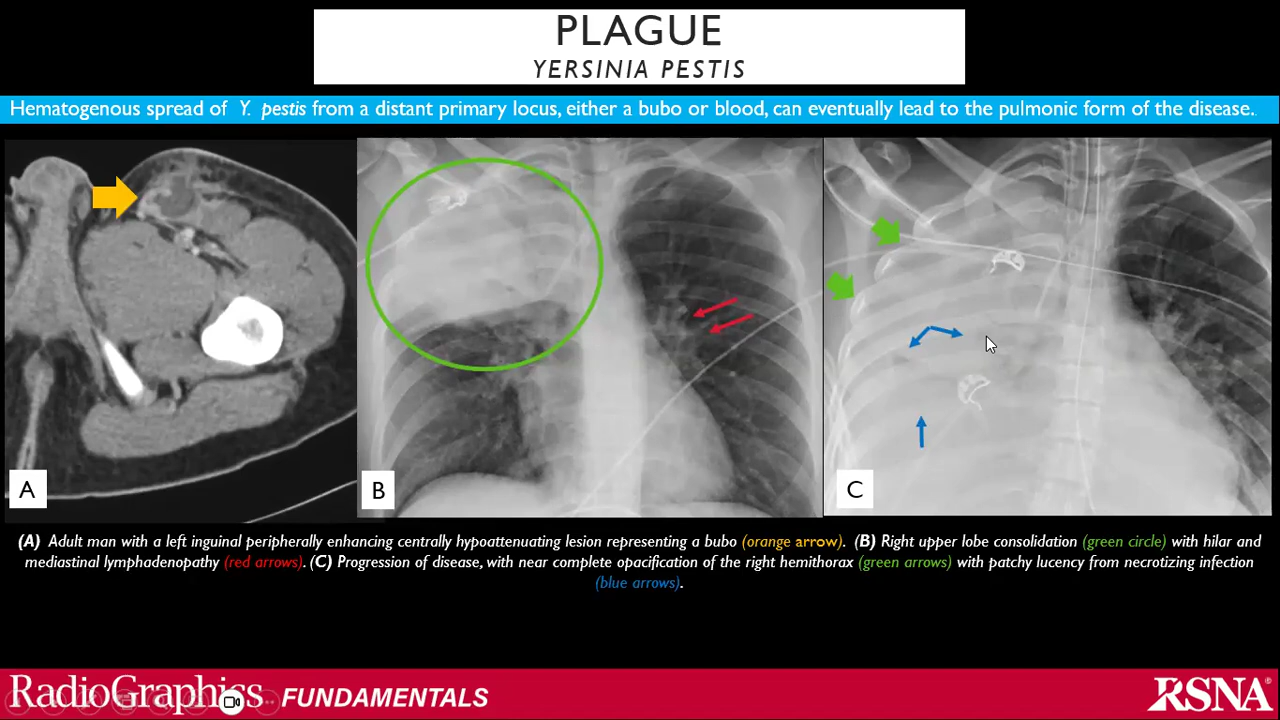 PLAGUE
YERSINIA PESTIS
Hematogenous spread of Y. pestis from a distant primary locus, either a bubo or blood, can eventually lead to the pulmonic form of the disease.
A
B
C
(A) Adult man with a left inguinal peripherally enhancing centrally hypoattenuating lesion representing a bubo (orange arrow). (B) Right upper lobe consolidation (green circle) with hilar and
mediastinal lymphadenopathy (red arrows). (C) Progression of disease, with near complete opacification of the right hemithorax (green arrows) with patchy lucency from necrotizing infection
(blue arrows).
RadioGraphics FUNDAMENTALS
RSNA®